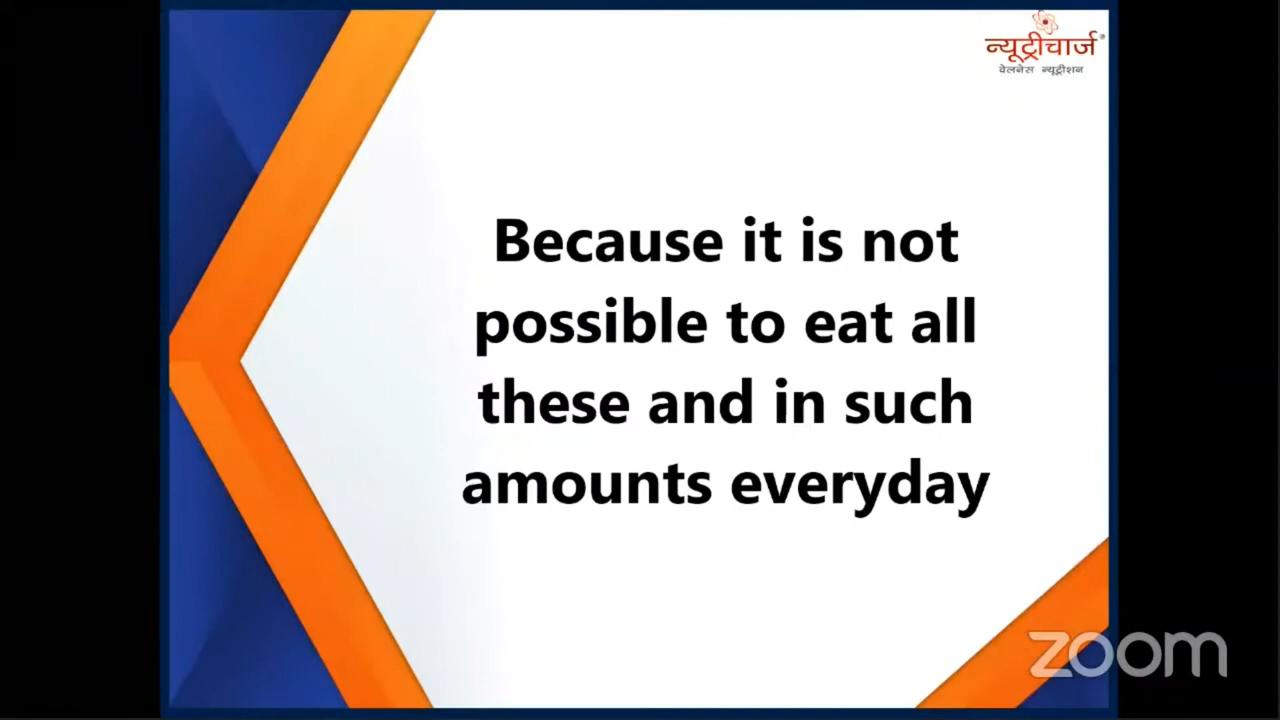 न्यूट्रीचार्ज®
वेलनेस न्यूट्रीशन
Because it is not
possible to eat all
these and in such
amounts everyday
zoom